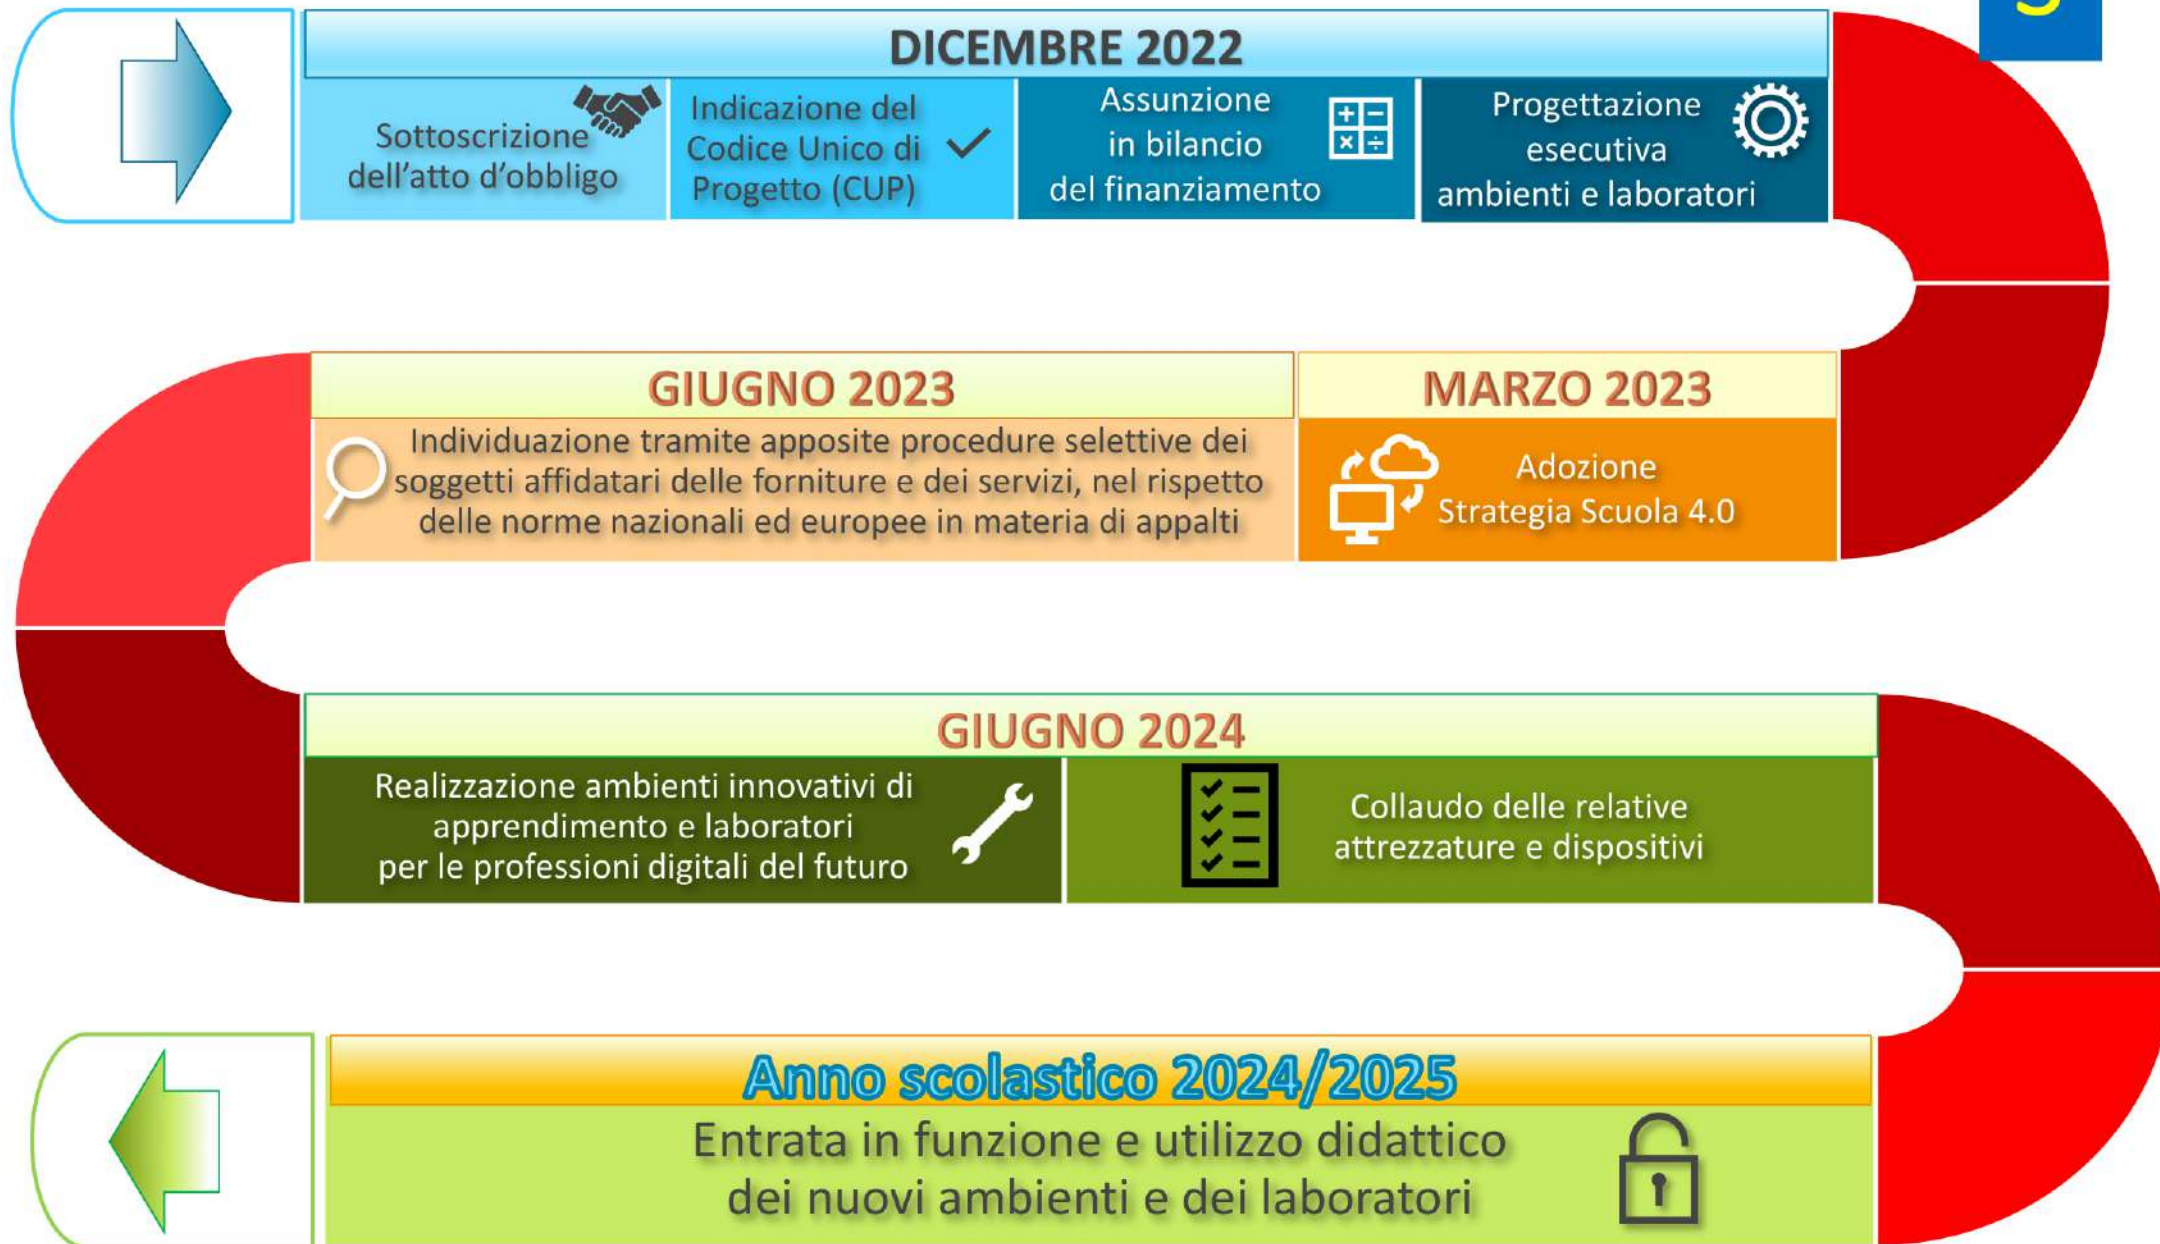 DICEMBRE 2022
Sottoscrizione
dell'atto d'obbligo
Indicazione del
Codice Unico di
Progetto (CUP)
Assunzione
in bilancio
del finanziamento
Progettazione
esecutiva
ambienti e laboratori
MARZO 2023
Adozione
Strategia Scuola 4.0
GIUGNO 2023
Individuazione tramite apposite procedure selettive dei
soggetti affidatari delle forniture e dei servizi, nel rispetto
delle norme nazionali ed europee in materia di appalti
GIUGNO 2024
Realizzazione ambienti innovativi di
apprendimento e laboratori
per le professioni digitali del futuro
Collaudo delle relative
attrezzature e dispositivi
Anno scolastico 2024/2025
Entrata in funzione e utilizzo didattico
dei nuovi ambienti e dei laboratori